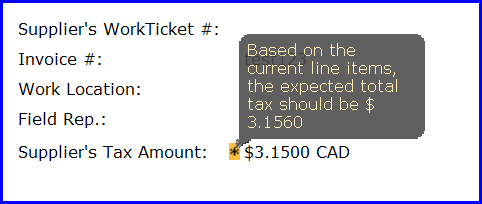 Supplier's WorkTicket #:
Invoice #: test123
Work Location:
Field Rep.:
Supplier's Tax Amount: * $3.1500 CAD
Based on the
current line items,
the expected total
tax should be $
3.1560